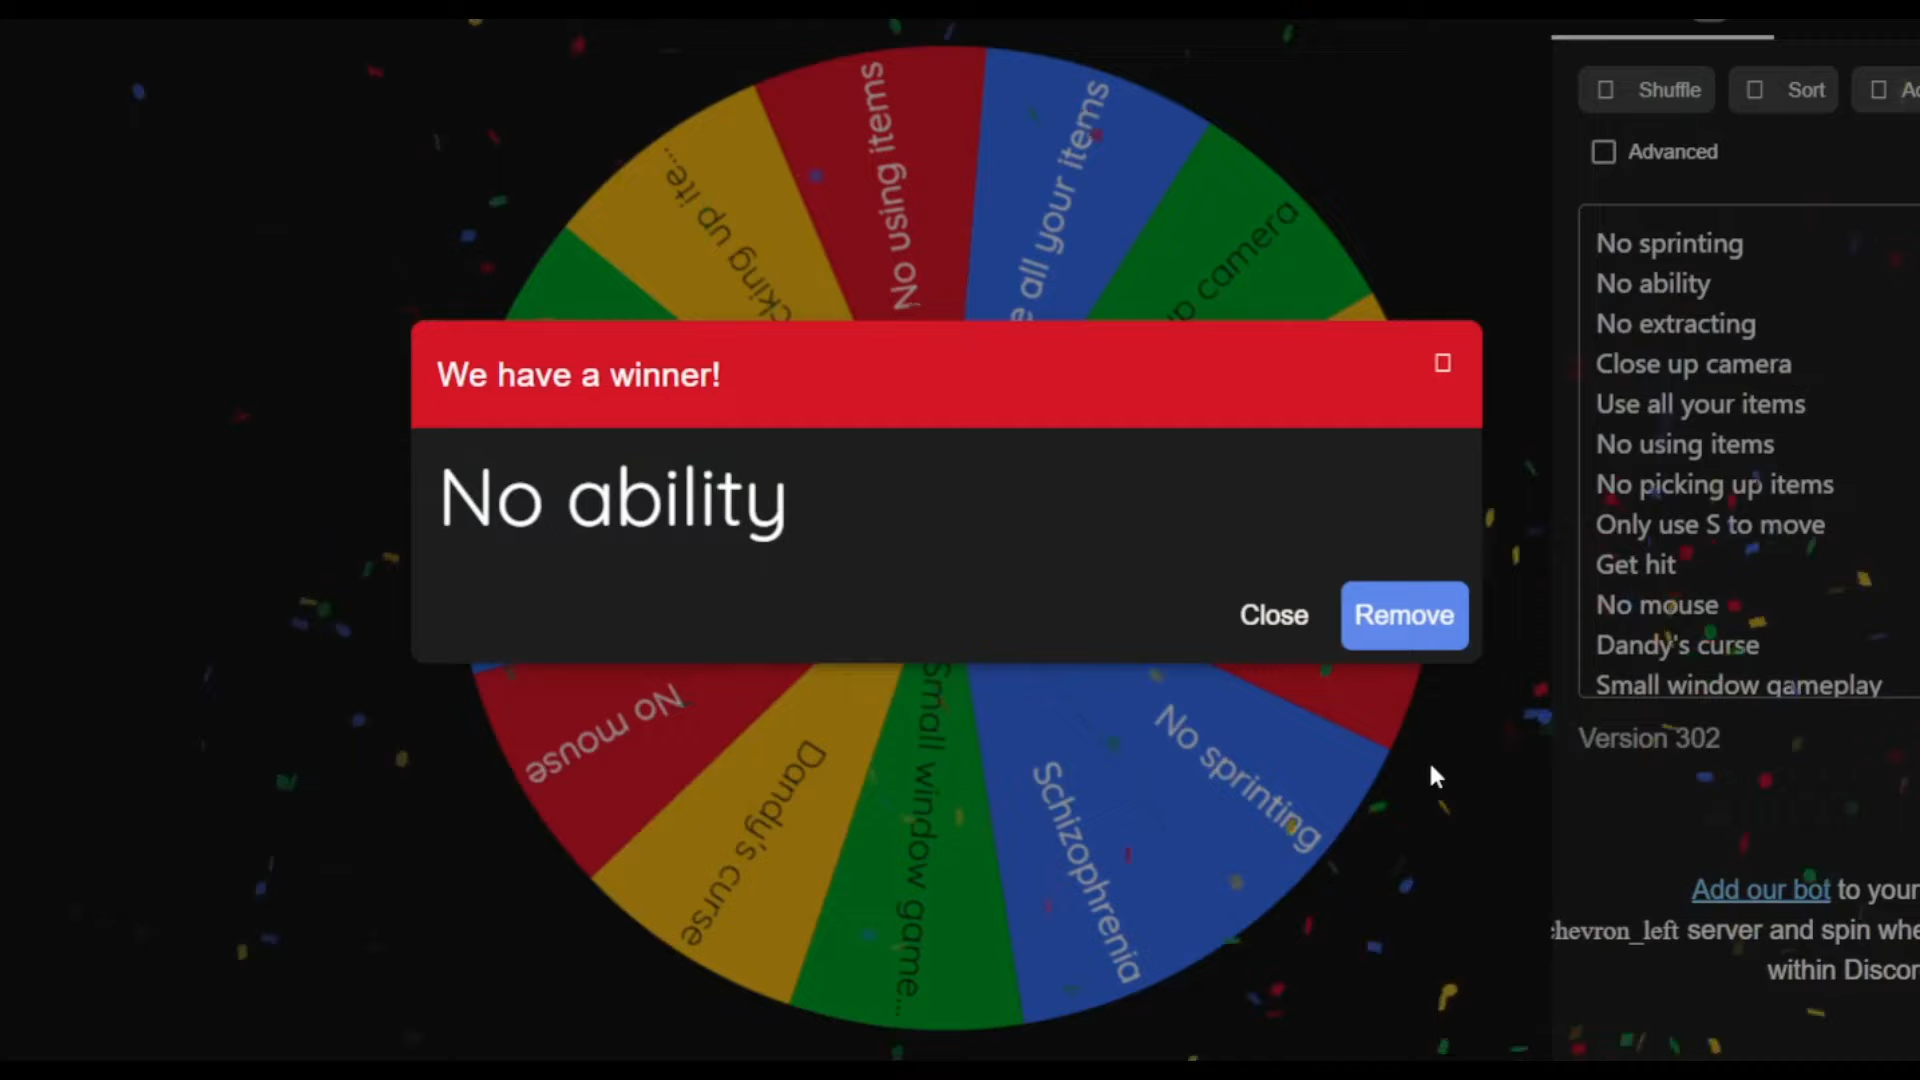 No using items
e all your items
cking up ite...
up camera
Shuffle
Sort
Advanced
We have a winner!
No ability
Close
Remove
No mouse
Dandy's curse
Small window game...
Schizophrenia
No sprinting
No sprinting
No ability
No extracting
Close up camera
Use all your items
No using items
No picking up items
Only use S to move
Get hit
No mouse
Dandy's curse
Small window gameplay
Version 302
Add our bot to your
chevron_left server and spin whe
within Discor